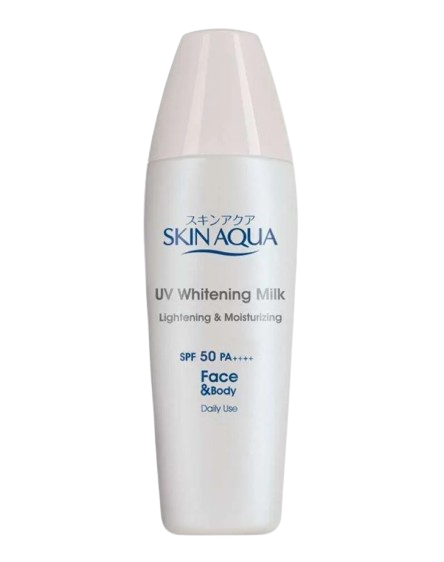 スキンアクア
SKIN AQUA
UV Whitening Milk
Lightening & Moisturizing
SPF 50 PA++++
Face
&Body
Daily Use